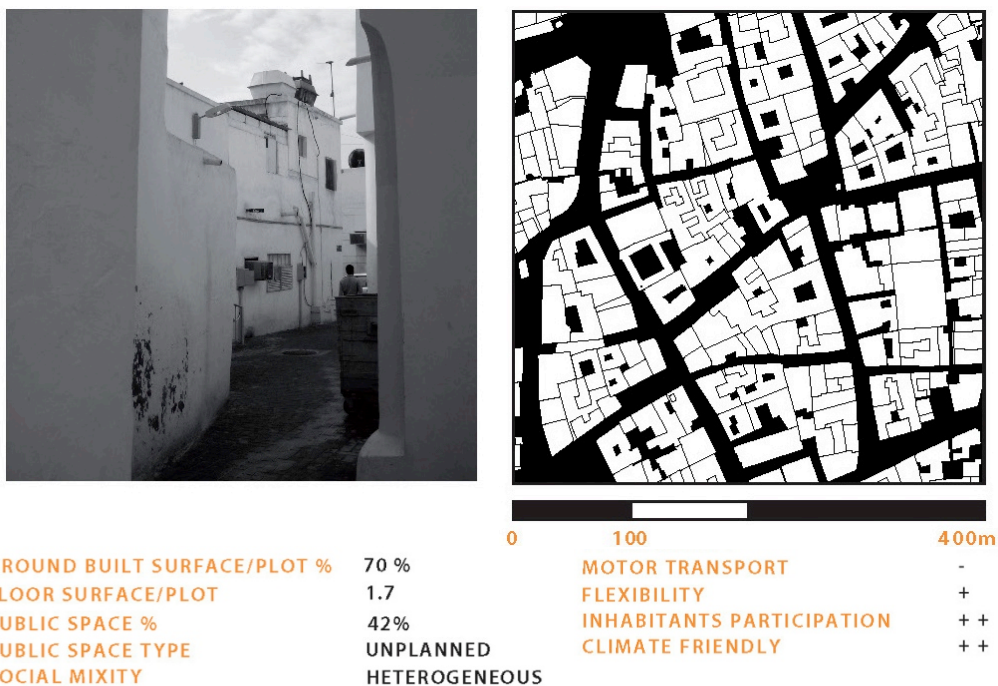 0 100 400m
ROUND BUILT SURFACE/PLOT % 70 %
LOOR SURFACE/PLOT 1.7
UBLIC SPACE % 42%
UBLIC SPACE TYPE UNPLANNED
OCIAL MIXITY HETEROGENEOUS
MOTOR TRANSPORT -
FLEXIBILITY +
INHABITANTS PARTICIPATION + +
CLIMATE FRIENDLY + +